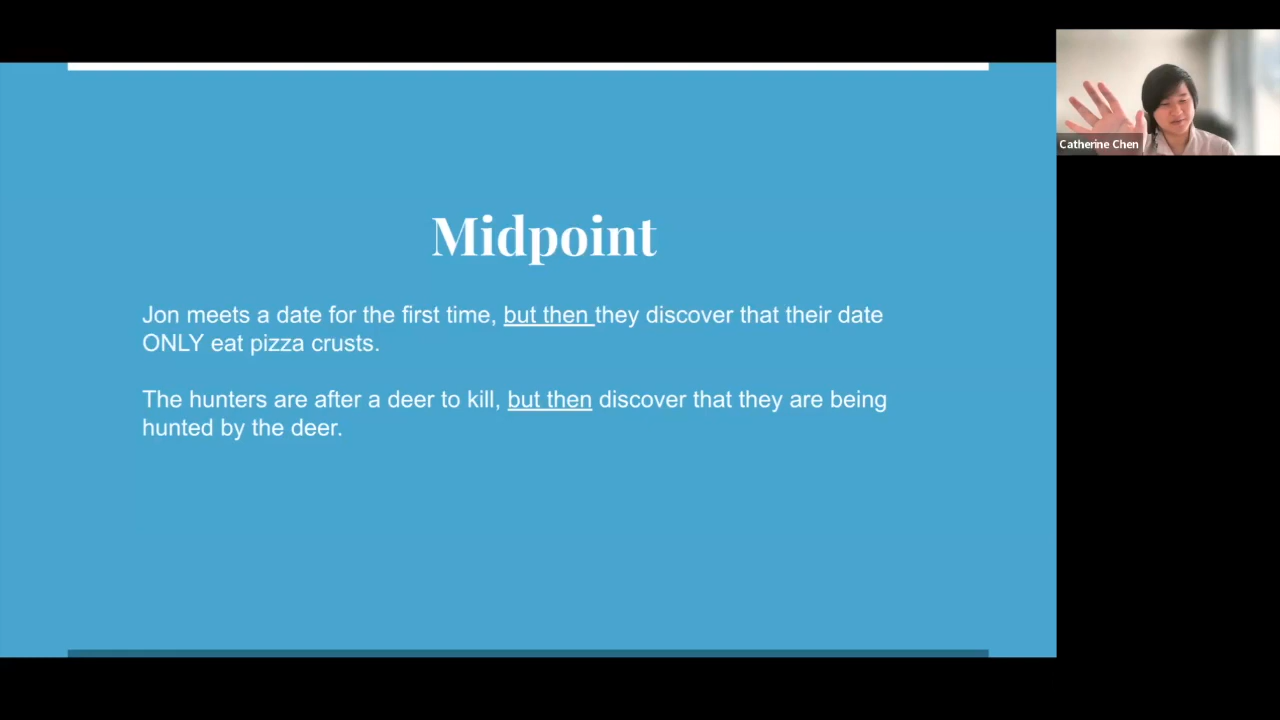 Midpoint
Jon meets a date for the first time, but then they discover that their date
ONLY eat pizza crusts.
The hunters are after a deer to kill, but then discover that they are being
hunted by the deer.
Catherine Chen